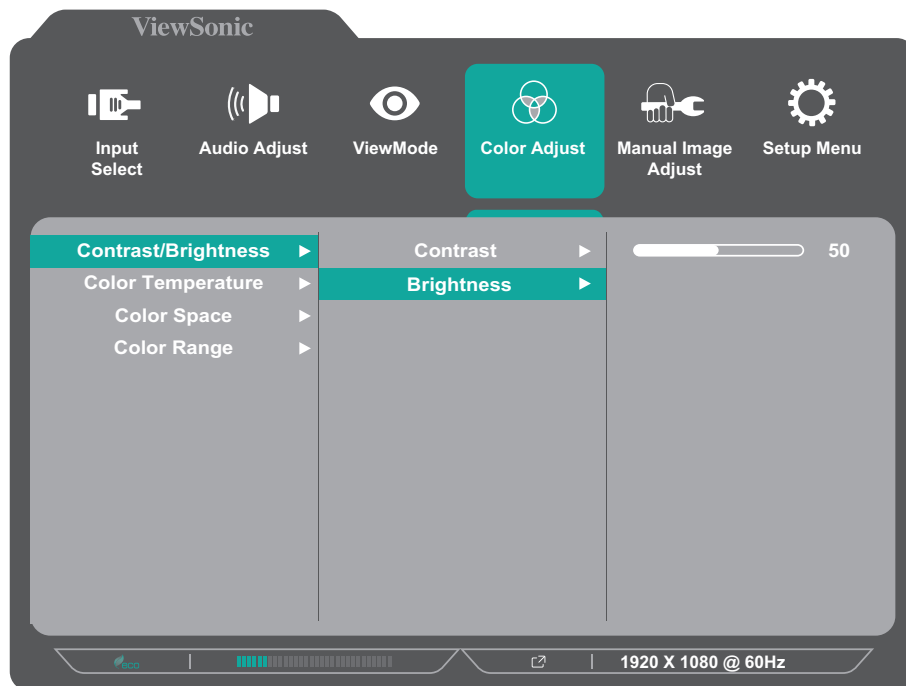 ViewSonic
Input
Select
Audio Adjust
ViewMode
Color Adjust
Manual Image
Adjust
Setup Menu
Contrast/Brightness
Contrast
50
Color Temperature
Brightness
Color Space
Color Range
eco
1920 X 1080 @ 60Hz